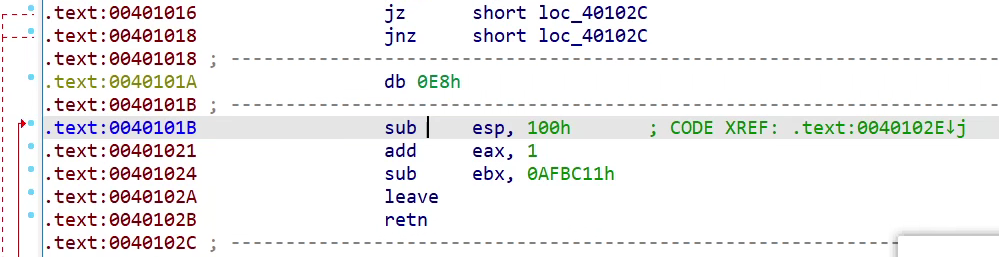 .text:00401016 jz short loc_40102C
.text:00401018 jnz short loc_40102C
.text:00401018 ; ---------------------------------------------------------------------------
.text:0040101A db 0E8h
.text:0040101B ; ---------------------------------------------------------------------------
.text:0040101B sub esp, 100h ; CODE XREF: .text:0040102E↓j
.text:00401021 add eax, 1
.text:00401024 sub ebx, 0AFBC11h
.text:0040102A leave
.text:0040102B retn
.text:0040102C ; ---------------------------------------------------------------------------